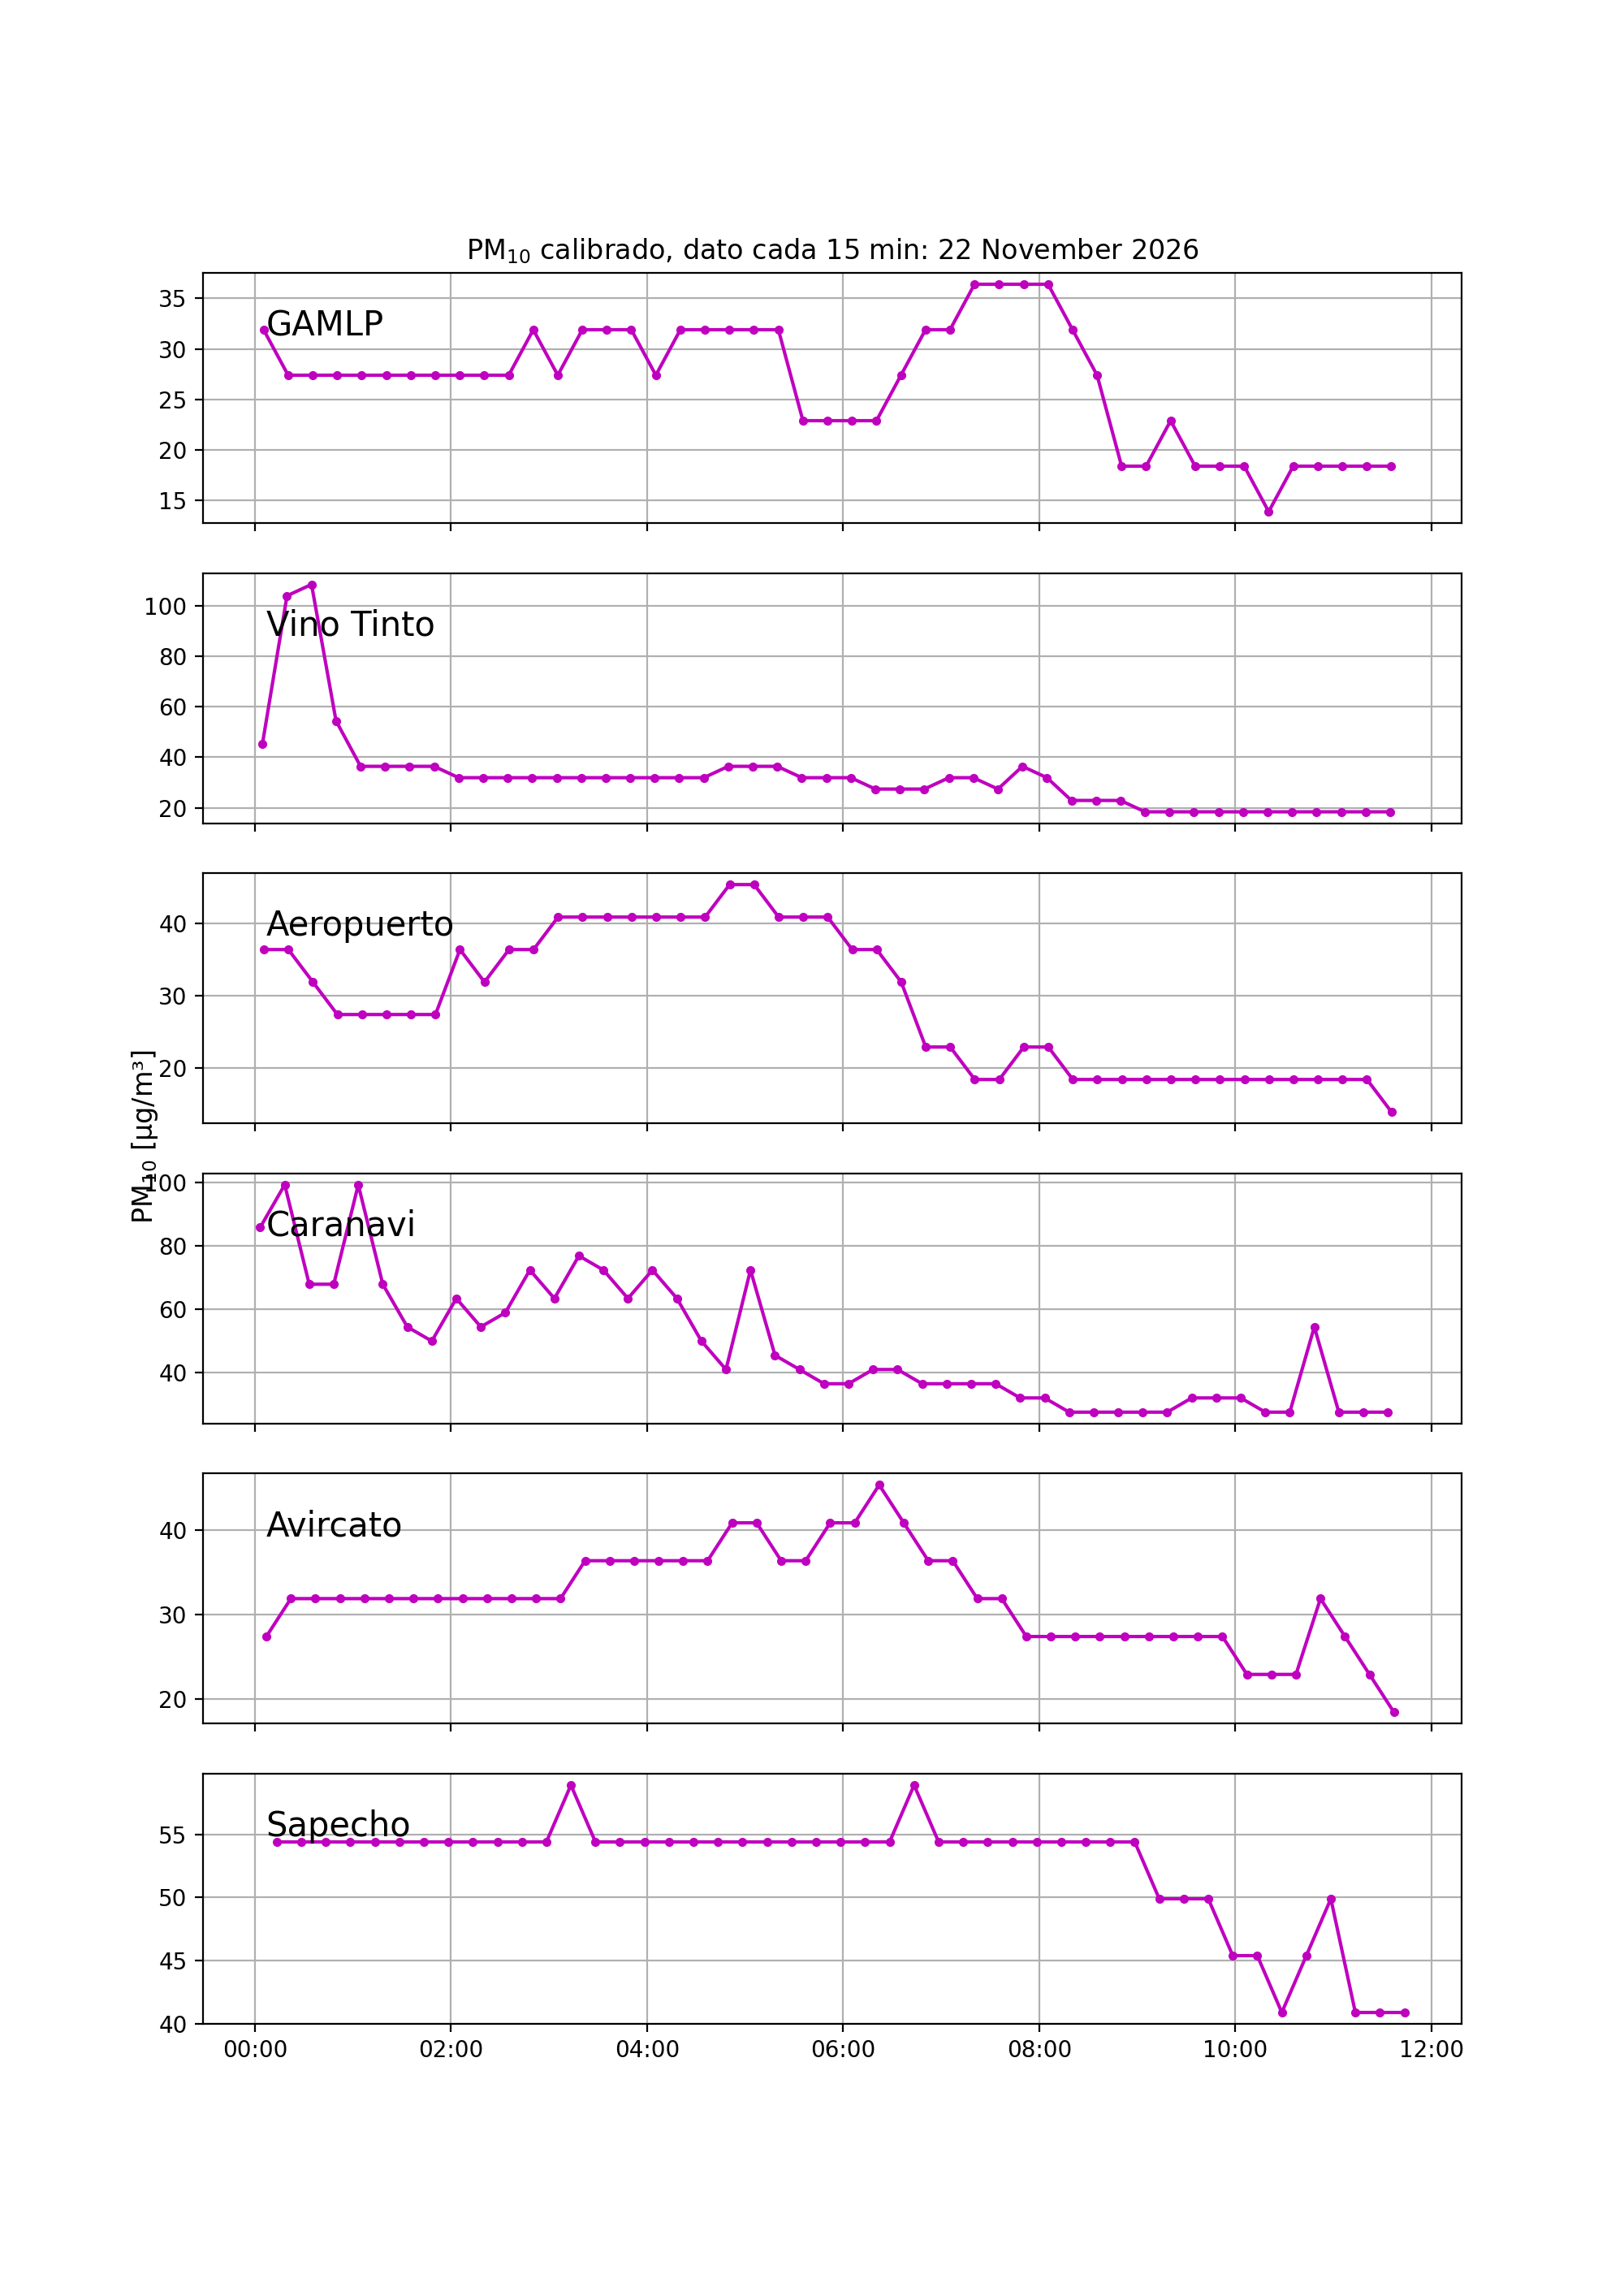 PM₁₀ calibrado, dato cada 15 min: 22 November 2026
35
30
25
20
15
GAMLP
100
80
60
40
20
Vino Tinto
40
30
20
Aeropuerto
PM₁₀ [µg/m³]
100
80
60
40
Caranavi
40
30
20
Avircato
55
50
45
40
Sapecho
00:00 02:00 04:00 06:00 08:00 10:00 12:00